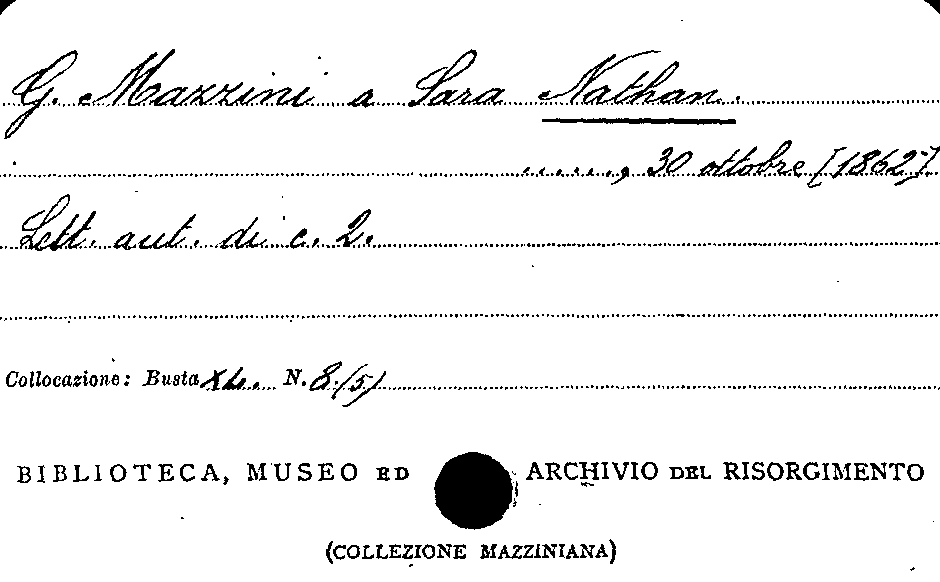 G. Mazzini a Sara Nathan.
......, 30 ottobre [1862].
Lett. aut. di c. 2.
Collocazione: Busta XL. N. 8.(5)
BIBLIOTECA, MUSEO ED ARCHIVIO DEL RISORGIMENTO
(COLLEZIONE MAZZINIANA)